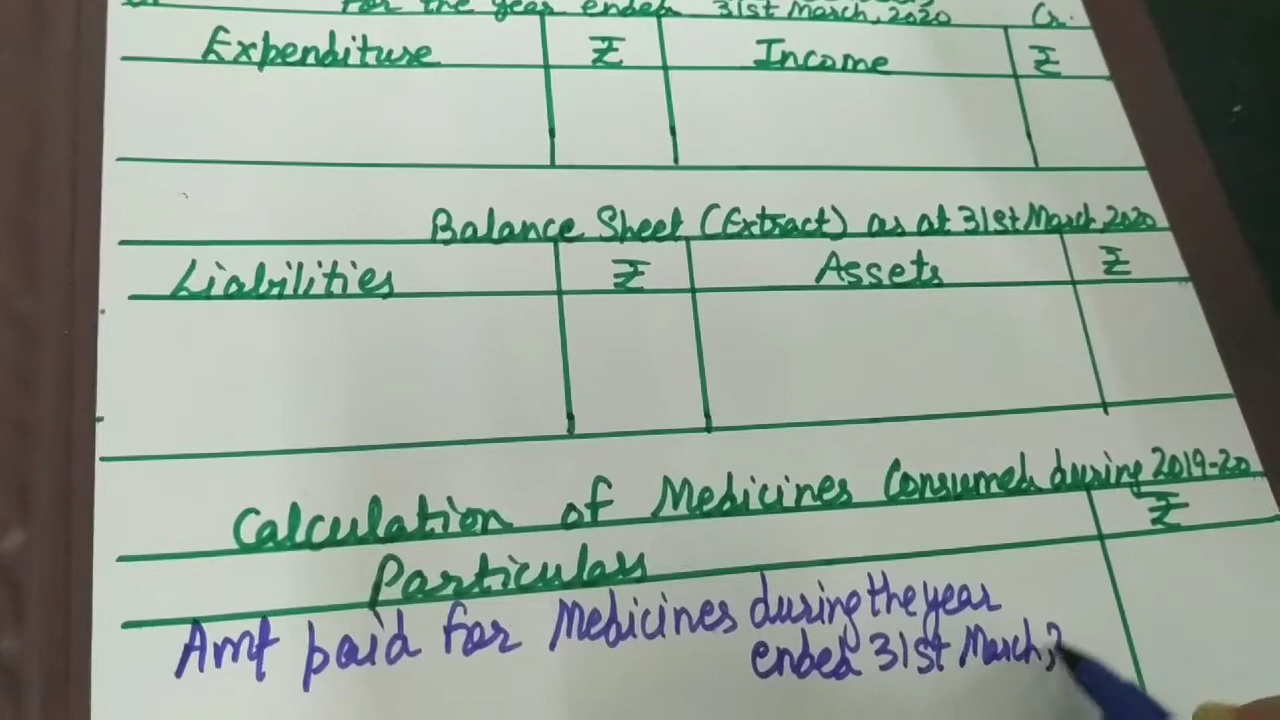 For the year ended 31st March, 2020 Cr.
Expenditure ₹ Income ₹
Balance Sheet (Extract) as at 31st March, 2020
Liabilities ₹ Assets ₹
Calculation of Medicines Consumed during 2019-20
Particulars ₹
Amt paid for Medicines during the year
ended 31st March,